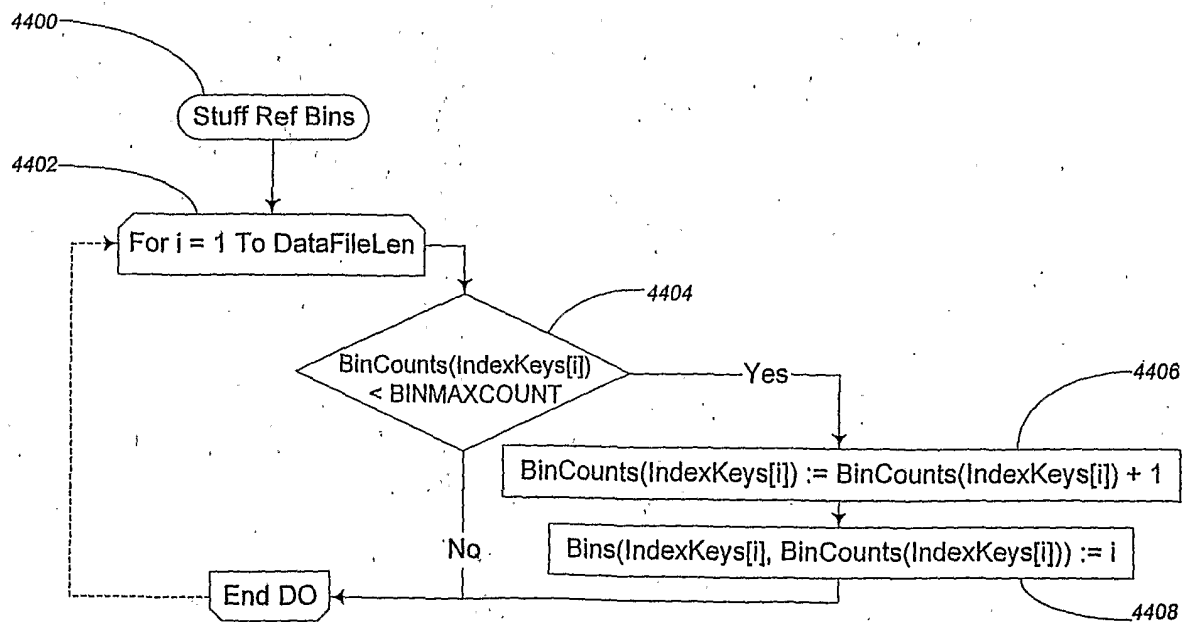 4400
Stuff Ref Bins
4402
For i = 1 To DataFileLen
4404
BinCounts(IndexKeys[i])
< BINMAXCOUNT
Yes
4406
BinCounts(IndexKeys[i]) := BinCounts(IndexKeys[i]) + 1
No
Bins(IndexKeys[i], BinCounts(IndexKeys[i])) := i
End DO
4408